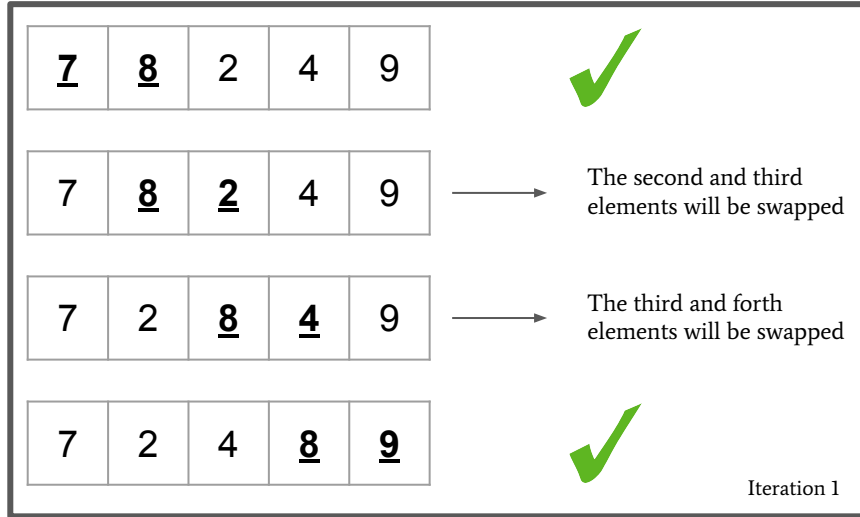 7 8 2 4 9
7 8 2 4 9
The second and third
elements will be swapped
7 2 8 4 9
The third and forth
elements will be swapped
7 2 4 8 9
Iteration 1